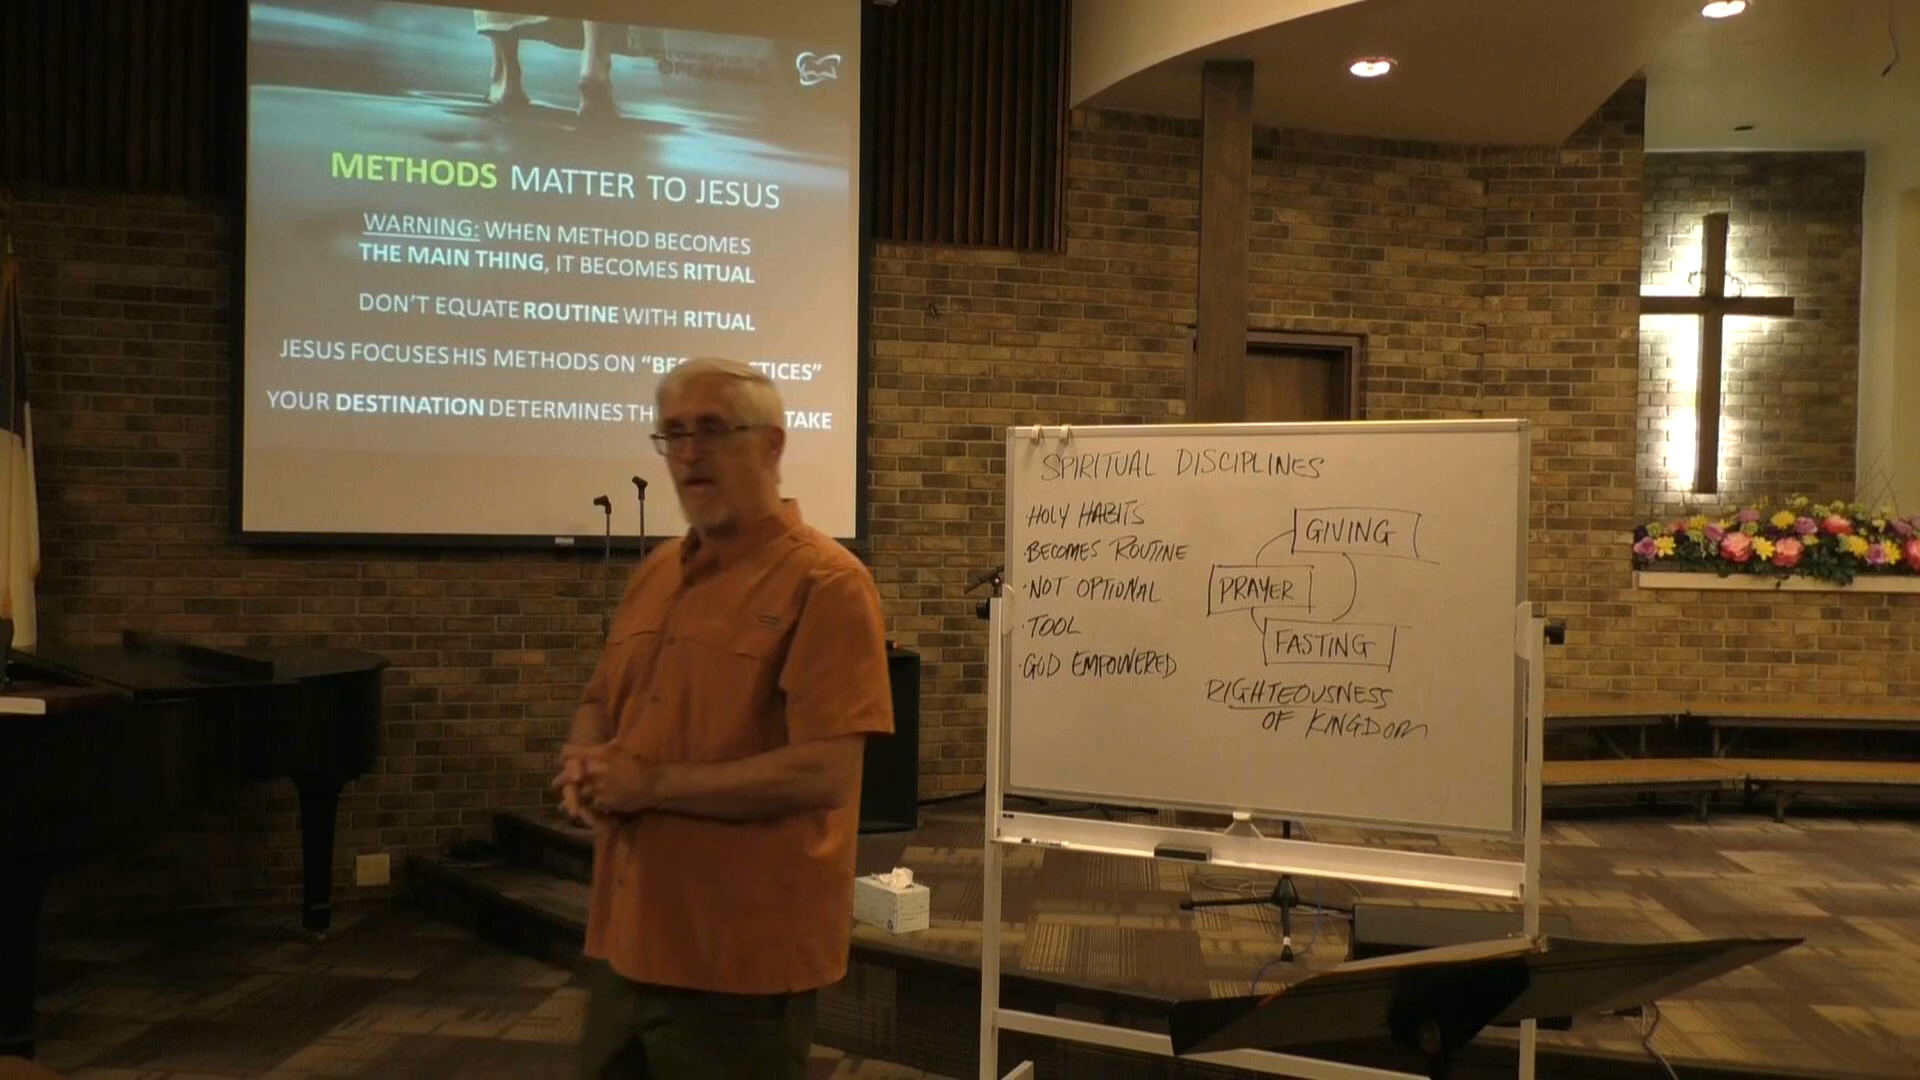 METHODS MATTER TO JESUS
WARNING: WHEN METHOD BECOMES
THE MAIN THING, IT BECOMES RITUAL
DON'T EQUATE ROUTINE WITH RITUAL
JESUS FOCUSES HIS METHODS ON "
YOUR DESTINATION DETERMINES TAKE
SPIRITUAL DISCIPLINES
·HOLY HABITS
·BECOMES ROUTINE
·NOT OPTIONAL
·TOOL
·GOD EMPOWERED
GIVING
PRAYER
FASTING
RIGHTEOUSNESS
OF KINGDOM